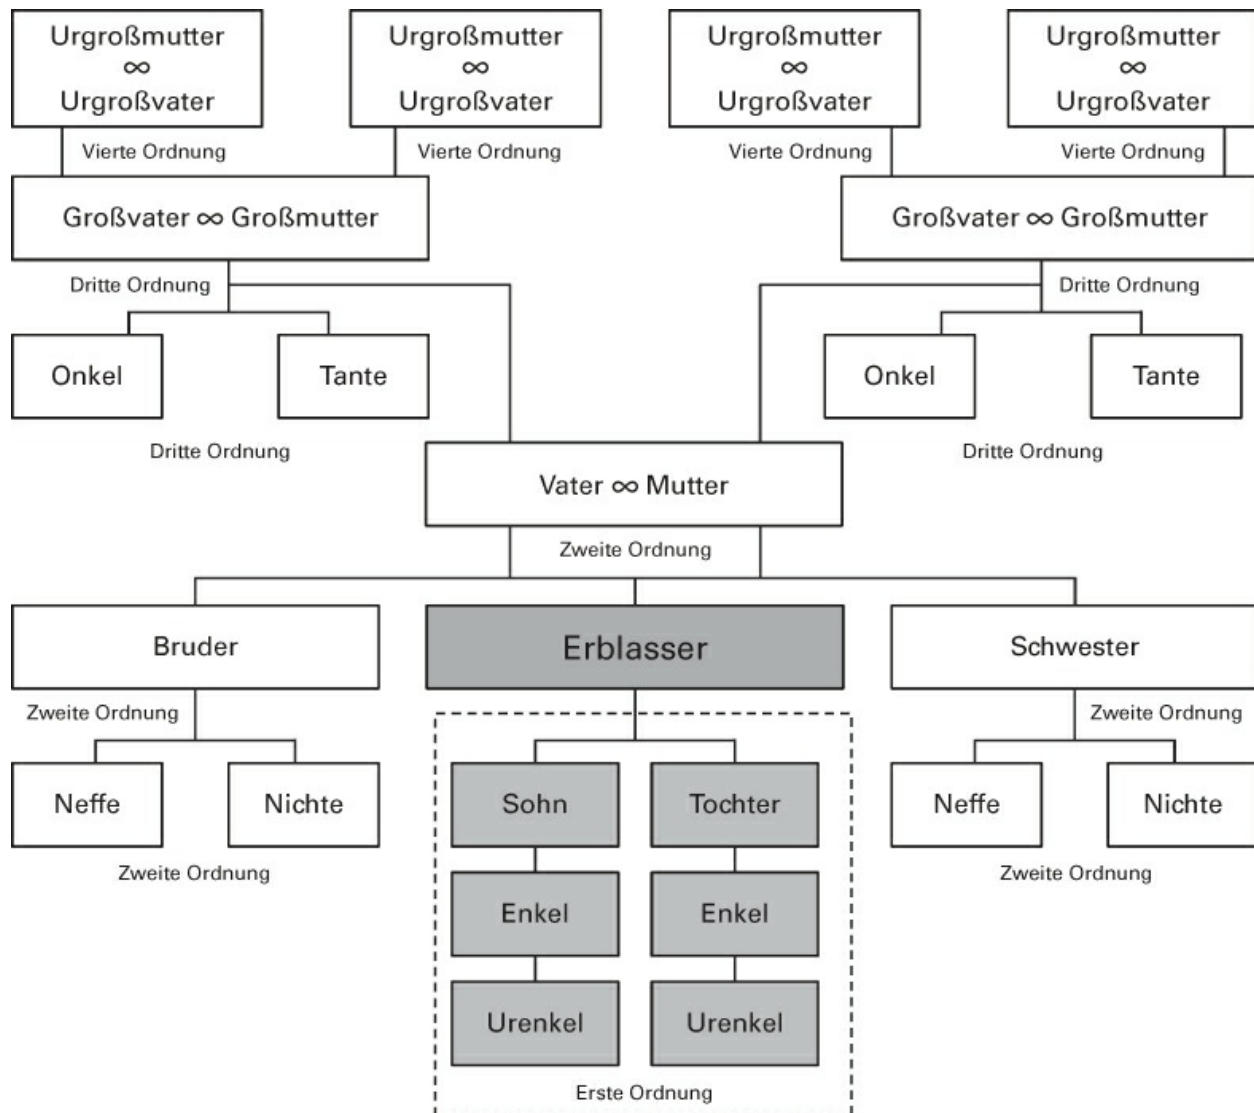 Urgroßmutter
∞
Urgroßvater
Urgroßmutter
∞
Urgroßvater
Urgroßmutter
∞
Urgroßvater
Urgroßmutter
∞
Urgroßvater
Vierte Ordnung
Vierte Ordnung
Vierte Ordnung
Vierte Ordnung
Großvater ∞ Großmutter
Großvater ∞ Großmutter
Dritte Ordnung
Dritte Ordnung
Onkel
Tante
Onkel
Tante
Dritte Ordnung
Dritte Ordnung
Vater ∞ Mutter
Zweite Ordnung
Bruder
Erblasser
Schwester
Zweite Ordnung
Zweite Ordnung
Neffe
Nichte
Sohn
Tochter
Neffe
Nichte
Zweite Ordnung
Zweite Ordnung
Enkel
Enkel
Urenkel
Urenkel
Erste Ordnung